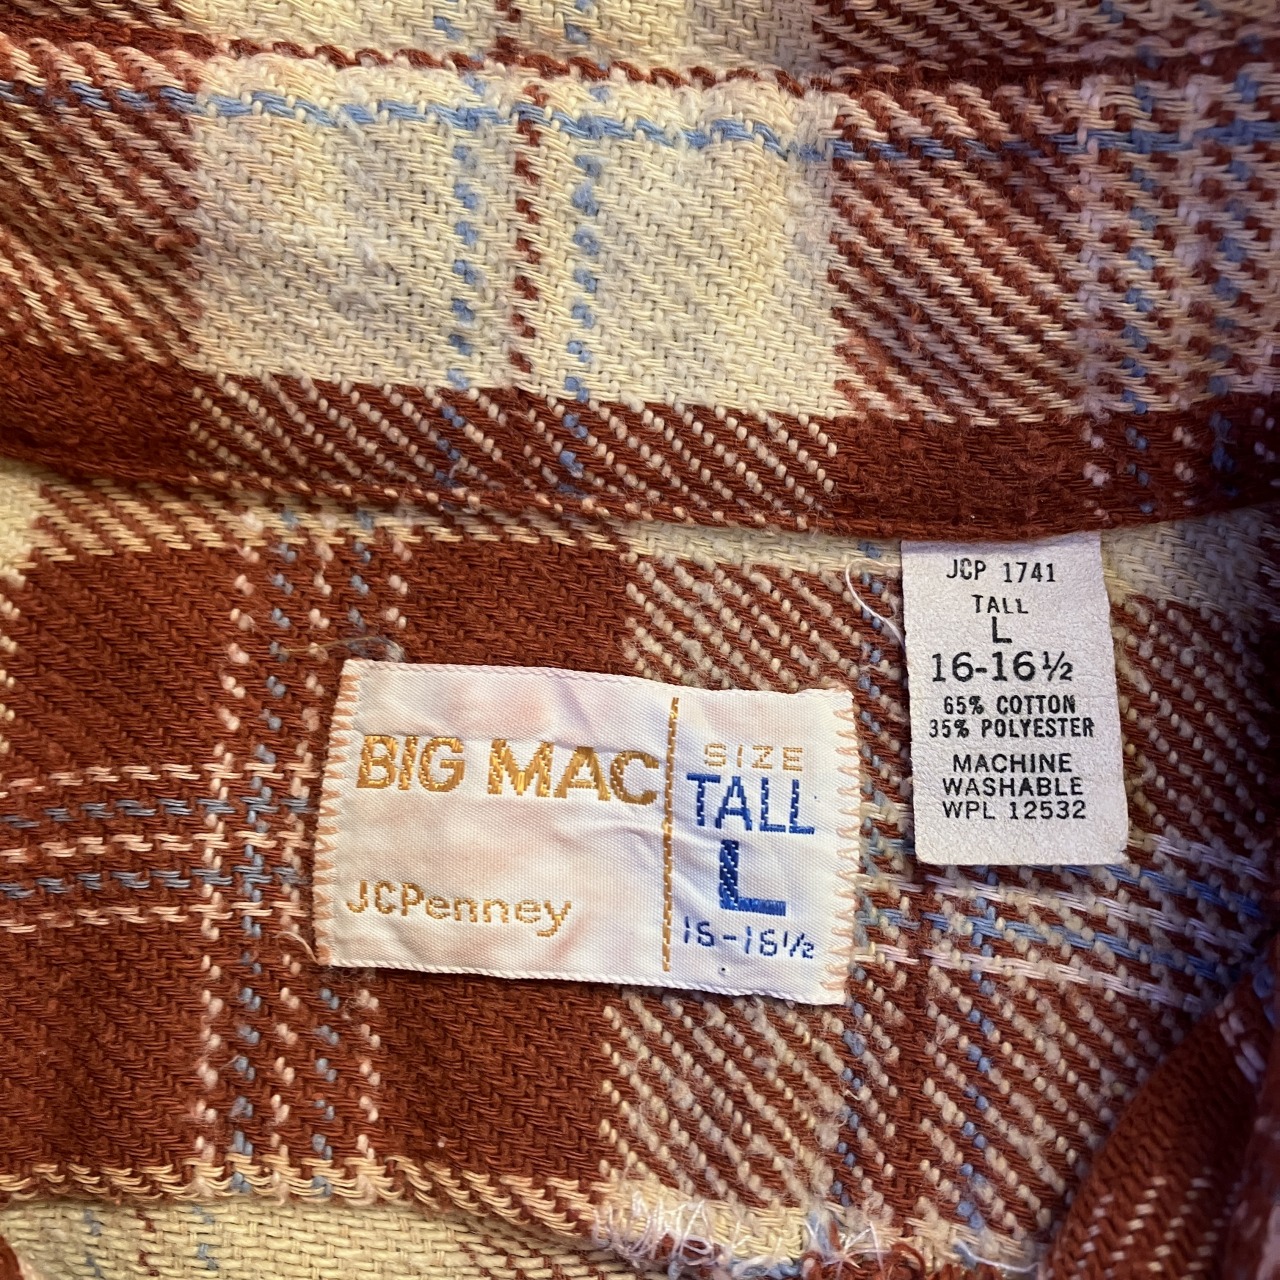 JCP 1741
TALL
L
16-16½
65% COTTON
35% POLYESTER
MACHINE
WASHABLE
WPL 12532
BIG MAC
JCPenney
SIZE
TALL
L
16-16½